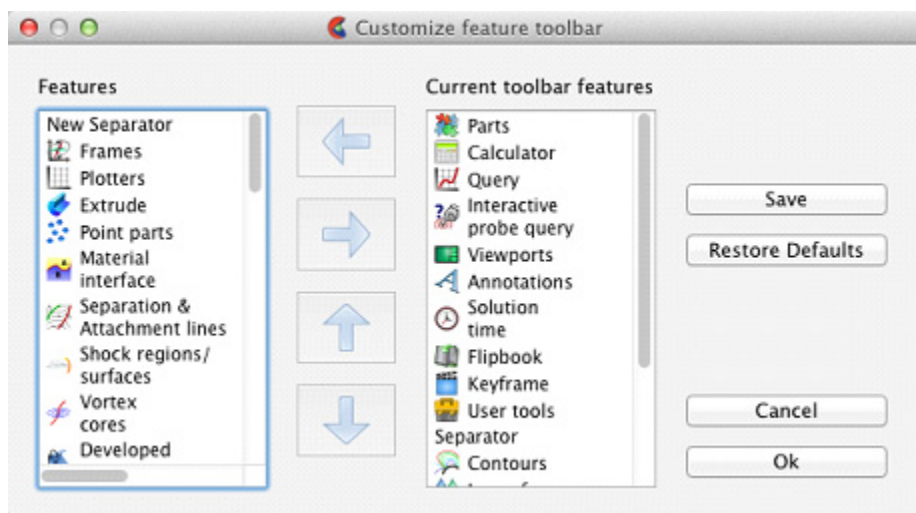 Customize feature toolbar
Features
New Separator
Frames
Plotters
Extrude
Point parts
Material
interface
Separation &
Attachment lines
Shock regions/
surfaces
Vortex
cores
Developed
Current toolbar features
Parts
Calculator
Query
Interactive
probe query
Viewports
Annotations
Solution
time
Flipbook
Keyframe
User tools
Separator
Contours
Save
Restore Defaults
Cancel
Ok